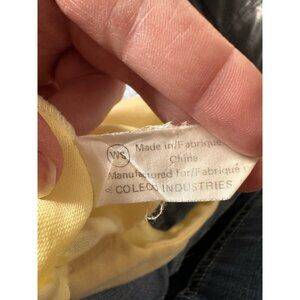 WS
Made in/Fabrique
China
Manufactured for/Fabrique
COLECO INDUSTRIES